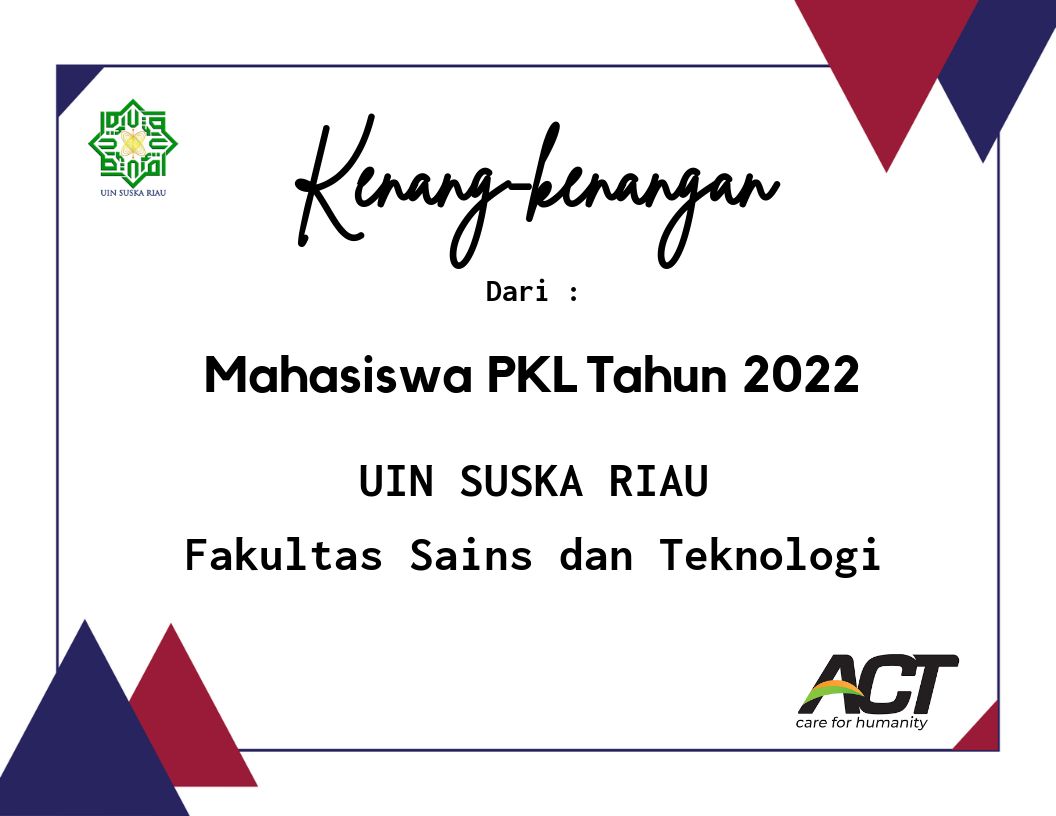 UIN SUSKA RIAU
Kenang-kenangan
Dari :
Mahasiswa PKL Tahun 2022
UIN SUSKA RIAU
Fakultas Sains dan Teknologi
ACT
care for humanity